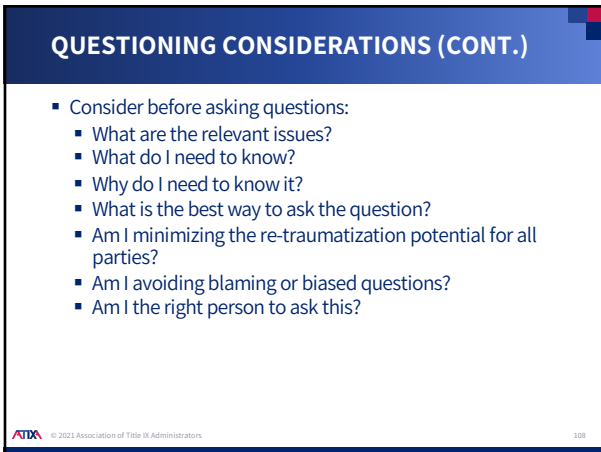 QUESTIONING CONSIDERATIONS (CONT.)
▪ Consider before asking questions:
▪ What are the relevant issues?
▪ What do I need to know?
▪ Why do I need to know it?
▪ What is the best way to ask the question?
▪ Am I minimizing the re-traumatization potential for all
parties?
▪ Am I avoiding blaming or biased questions?
▪ Am I the right person to ask this?
ATIXA © 2021 Association of Title IX Administrators 108